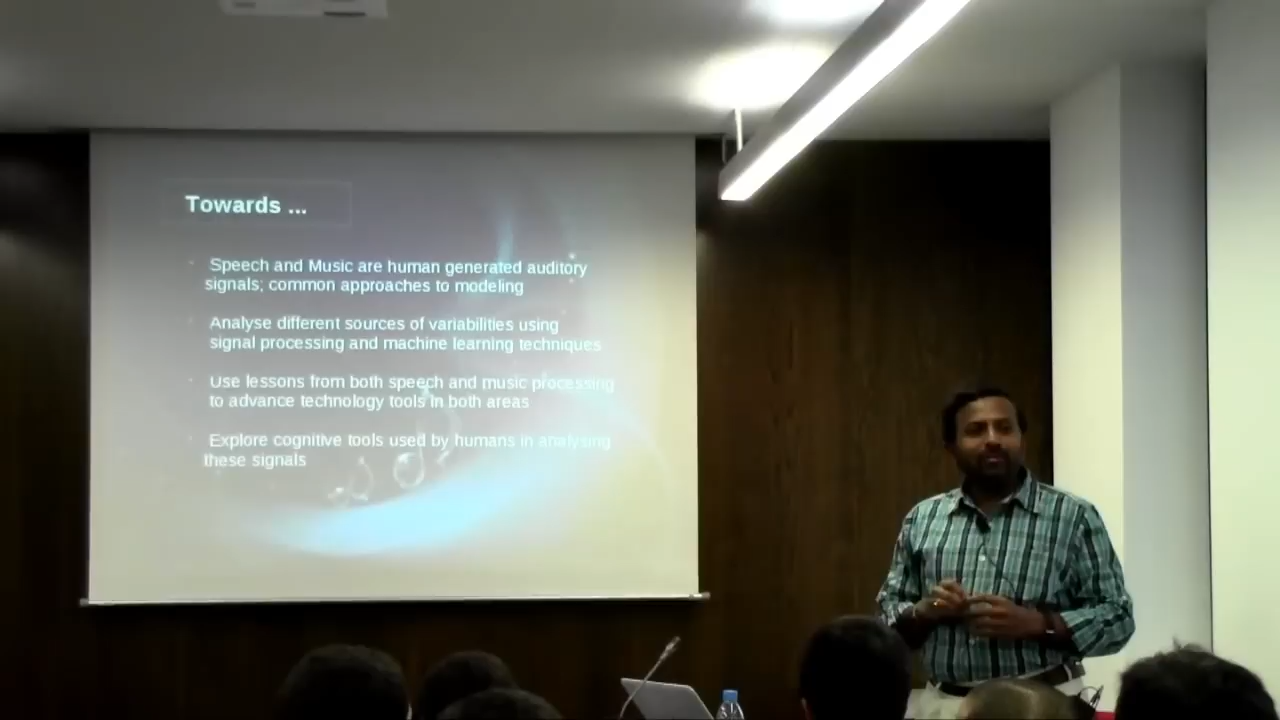 Towards ...
Speech and Music are human generated auditory
signals; common approaches to modeling
Analyse different sources of variabilities using
signal processing and machine learning techniques
Use lessons from both speech and music processing
to advance technology tools in both areas
Explore cognitive tools used by humans in analysing
these signals